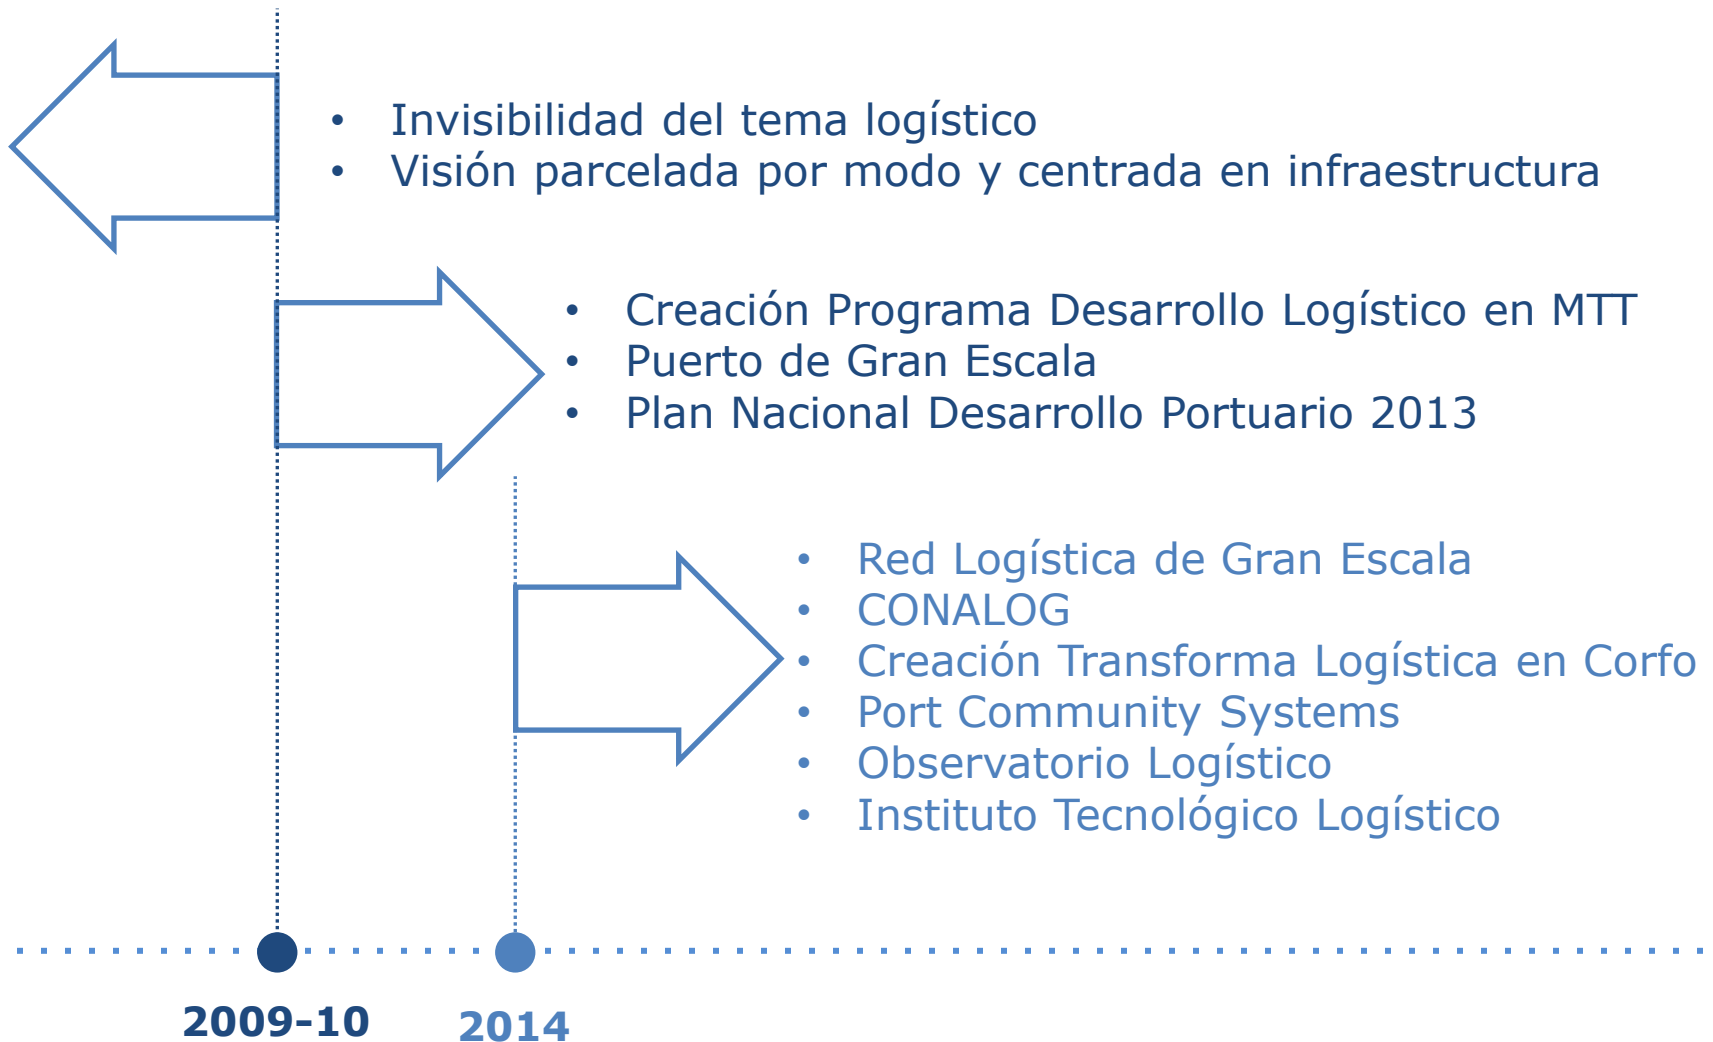 • Invisibilidad del tema logístico
• Visión parcelada por modo y centrada en infraestructura
• Creación Programa Desarrollo Logístico en MTT
• Puerto de Gran Escala
• Plan Nacional Desarrollo Portuario 2013
• Red Logística de Gran Escala
• CONALOG
• Creación Transforma Logística en Corfo
• Port Community Systems
• Observatorio Logístico
• Instituto Tecnológico Logístico
2009-10
2014